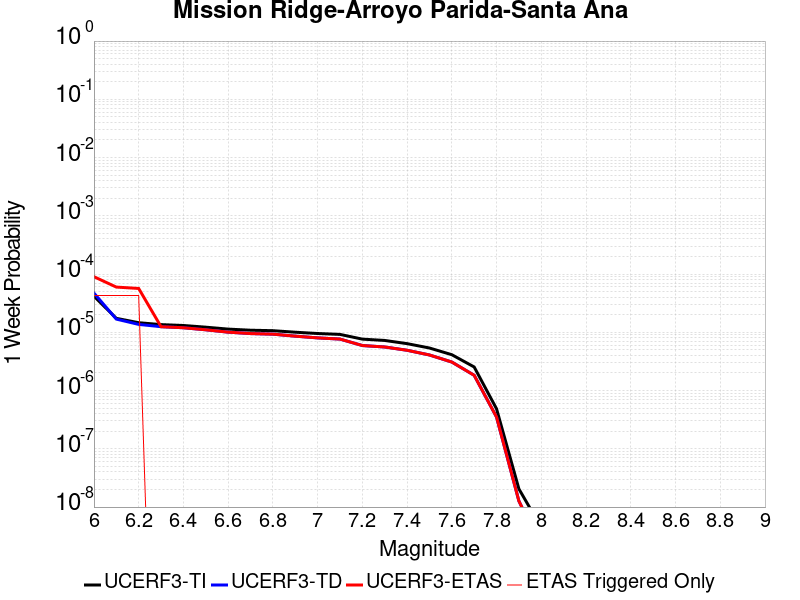 Mission Ridge-Arroyo Parida-Santa Ana
10^0
10^-1
10^-2
10^-3
10^-4
10^-5
10^-6
10^-7
10^-8
1 Week Probability
6 6.2 6.4 6.6 6.8 7 7.2 7.4 7.6 7.8 8 8.2 8.4 8.6 8.8 9
Magnitude
UCERF3-TI UCERF3-TD UCERF3-ETAS ETAS Triggered Only